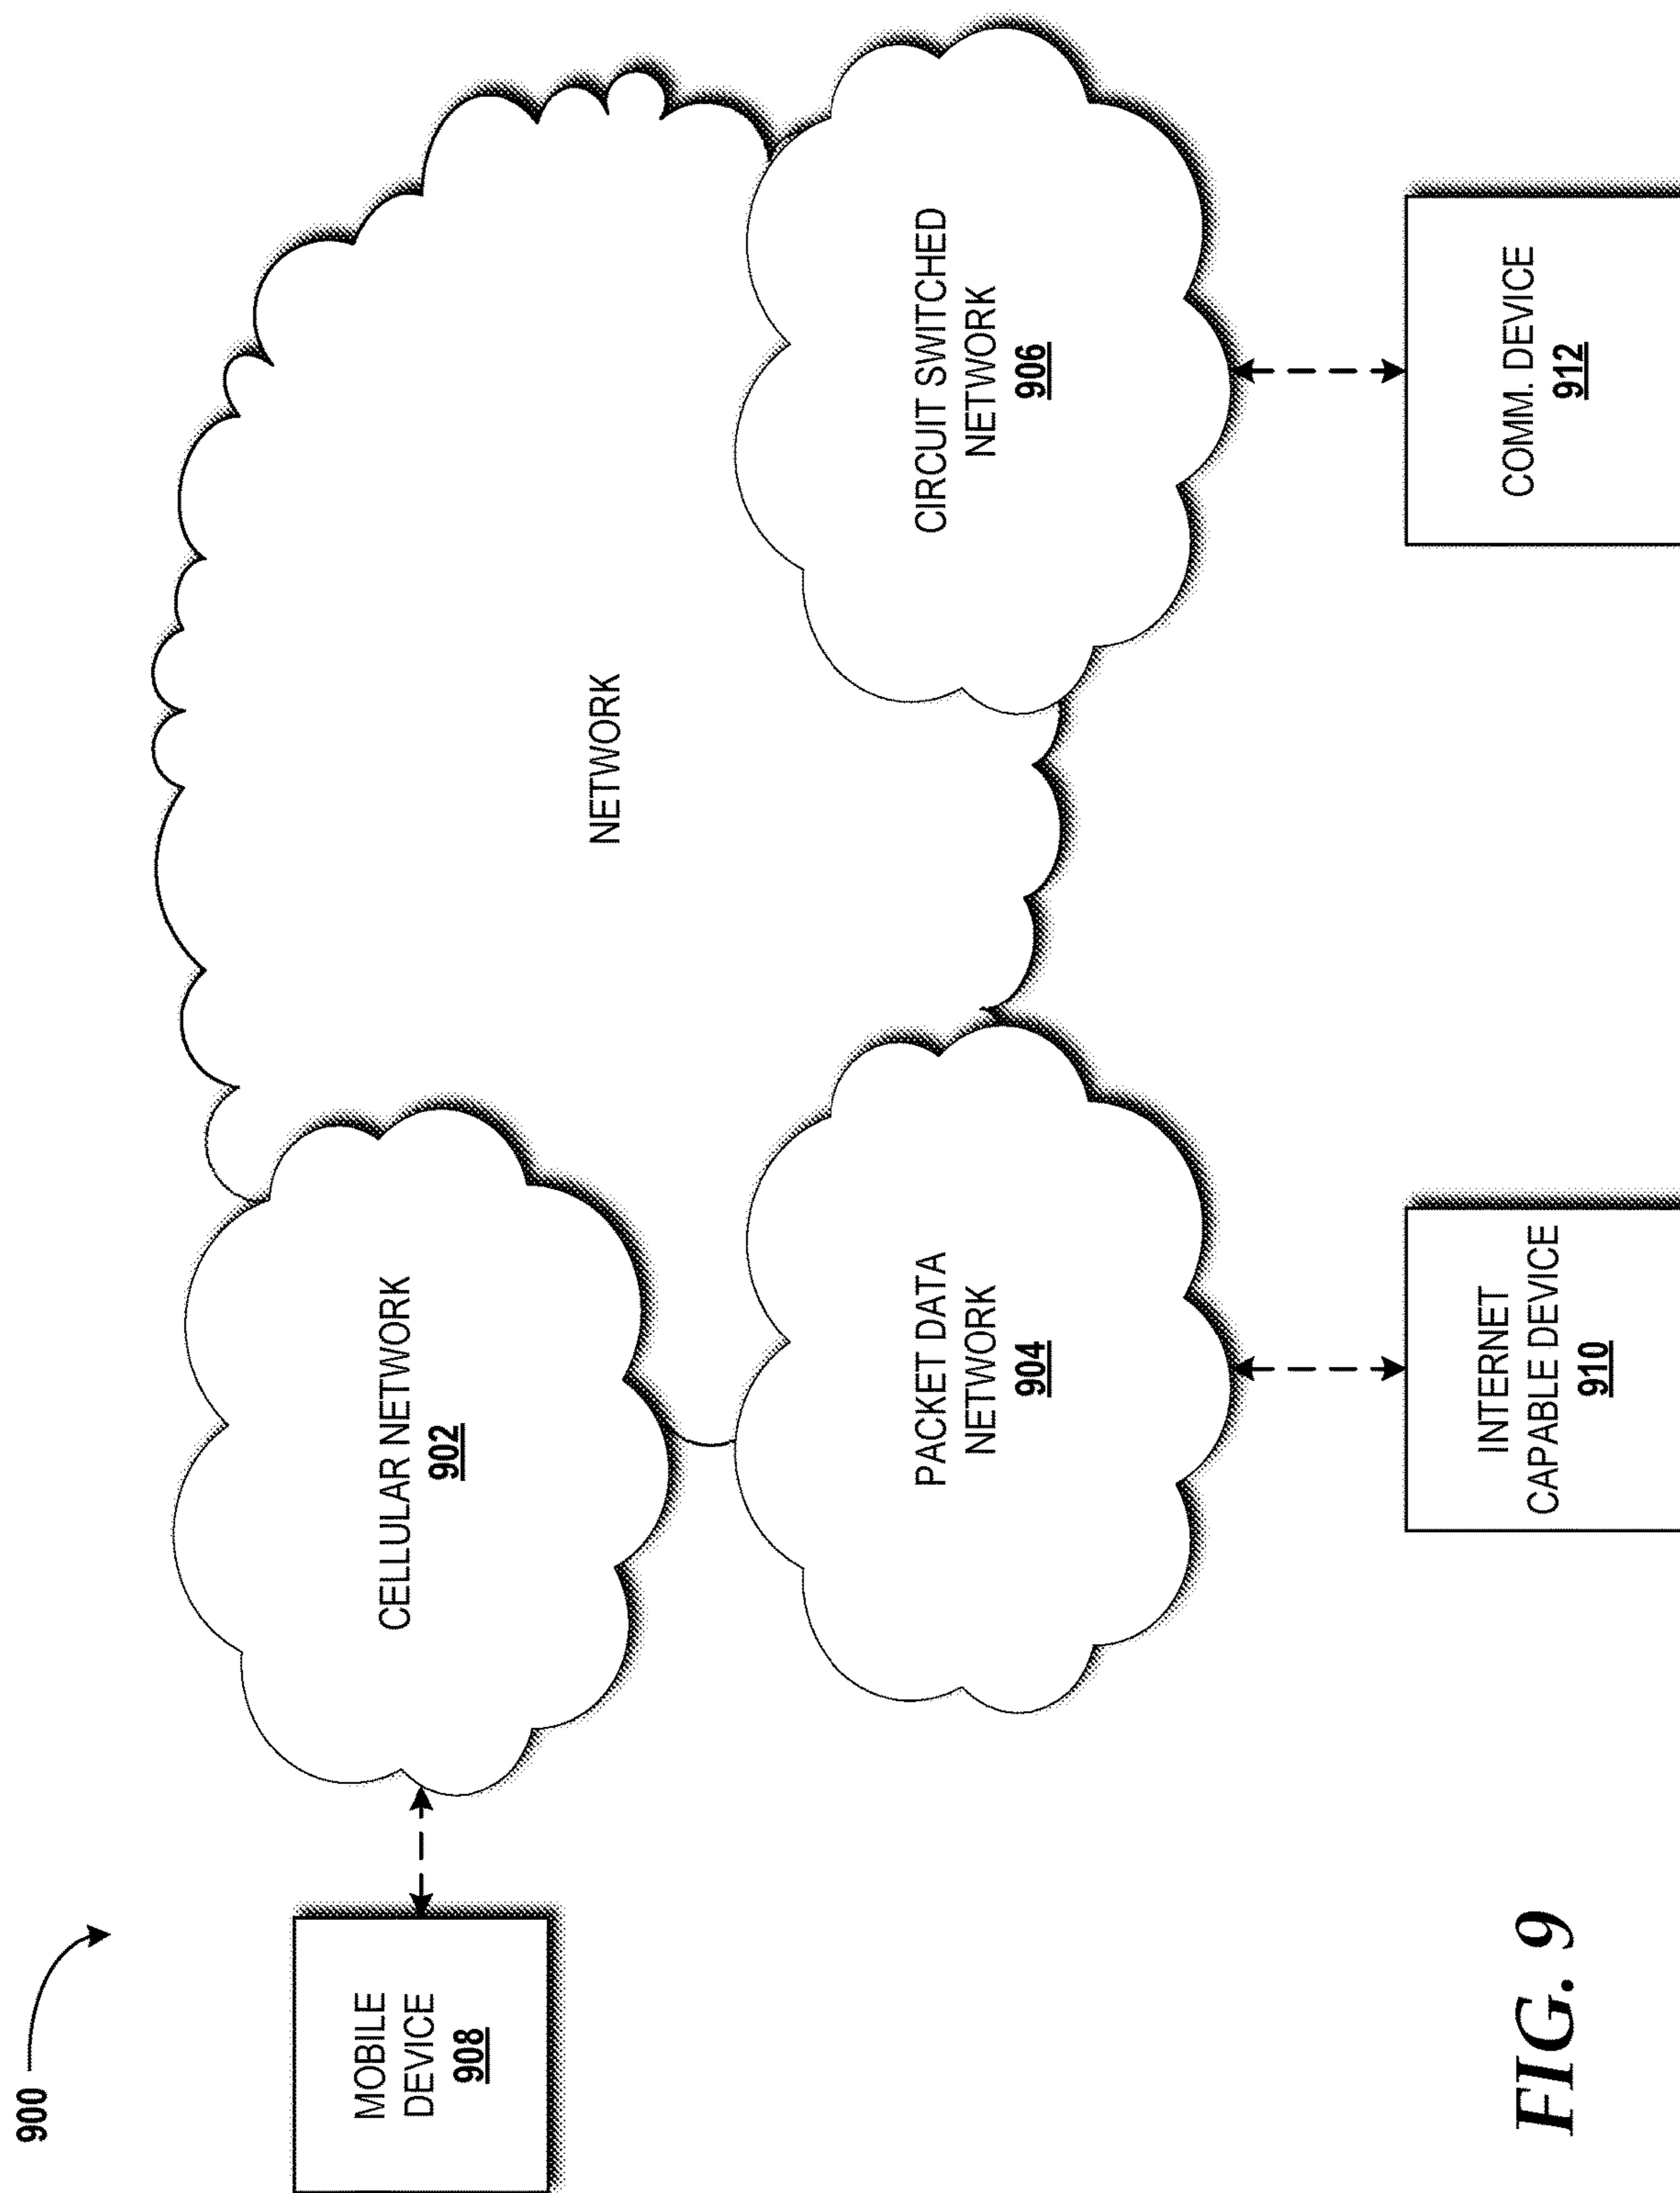 900
MOBILE
DEVICE
908
CELLULAR NETWORK
902
NETWORK
PACKET DATA
NETWORK
904
CIRCUIT SWITCHED
NETWORK
906
INTERNET
CAPABLE DEVICE
910
COMM. DEVICE
912
FIG. 9